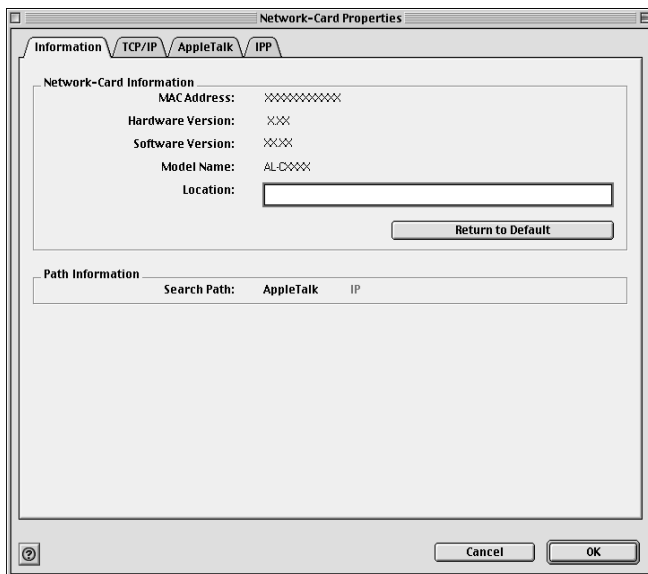 Network-Card Properties
Information TCP/IP AppleTalk IPP
Network-Card Information
MAC Address: XXXXXXXXXXX
Hardware Version: X.XX
Software Version: XX.XX
Model Name: AL-CXXXX
Location:
Return to Default
Path Information
Search Path: AppleTalk IP
?
Cancel OK